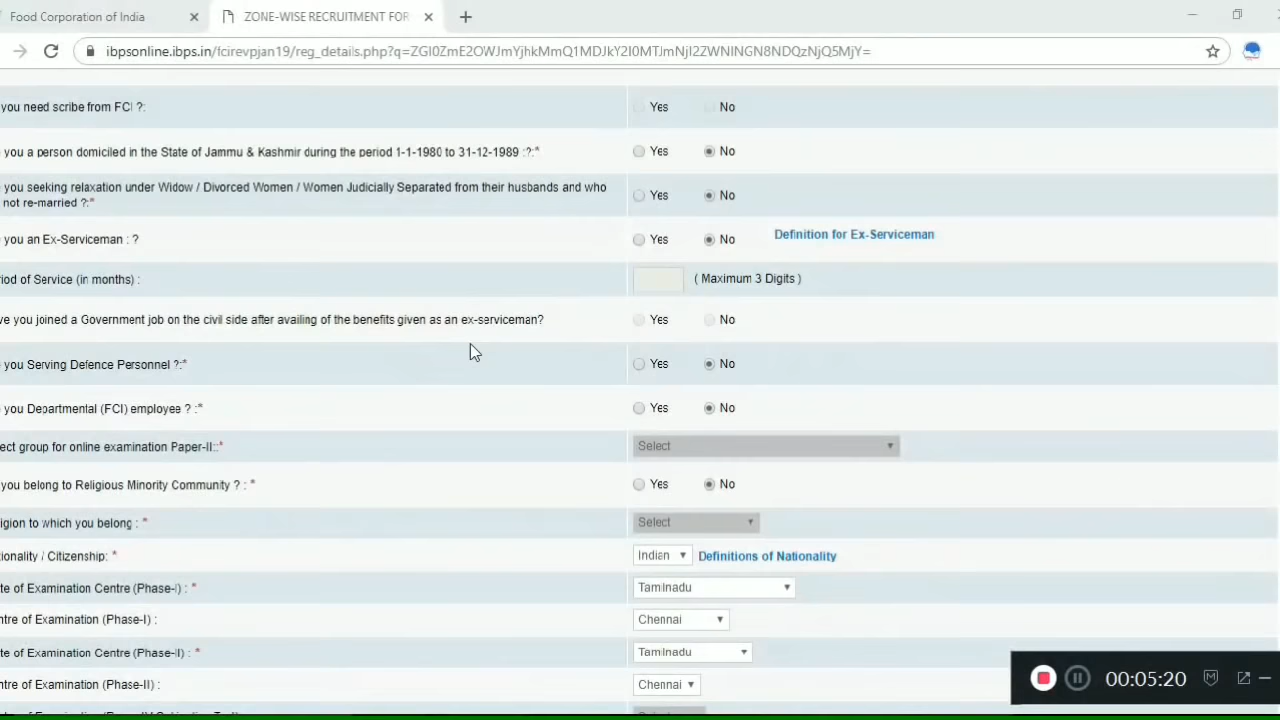 Food Corporation of India
ZONE-WISE RECRUITMENT FOR
ibpsonline.ibps.in/fcirevpjan19/reg_details.php?q=
you need scribe from FCI ?: Yes No
you a person domiciled in the State of Jammu & Kashmir during the period 1-1-1980 to 31-12-1989 :?:* Yes No
you seeking relaxation under Widow / Divorced Women / Women Judicially Separated from their husbands and who
not re-married ?:* Yes No
you an Ex-Serviceman : ? Yes No Definition for Ex-Serviceman
riod of Service (in months) : ( Maximum 3 Digits )
ve you joined a Government job on the civil side after availing of the benefits given as an ex-serviceman? Yes No
you Serving Defence Personnel ?:* Yes No
you Departmental (FCI) employee ? :* Yes No
ect group for online examination Paper-II::* Select
you belong to Religious Minority Community ? : * Yes No
igion to which you belong : * Select
tionality / Citizenship: * Indian Definitions of Nationality
te of Examination Centre (Phase-I) : * Tamilnadu
ntre of Examination (Phase-I) : Chennai
te of Examination Centre (Phase-II) : * Tamilnadu
ntre of Examination (Phase-II) : Chennai
00:05:20